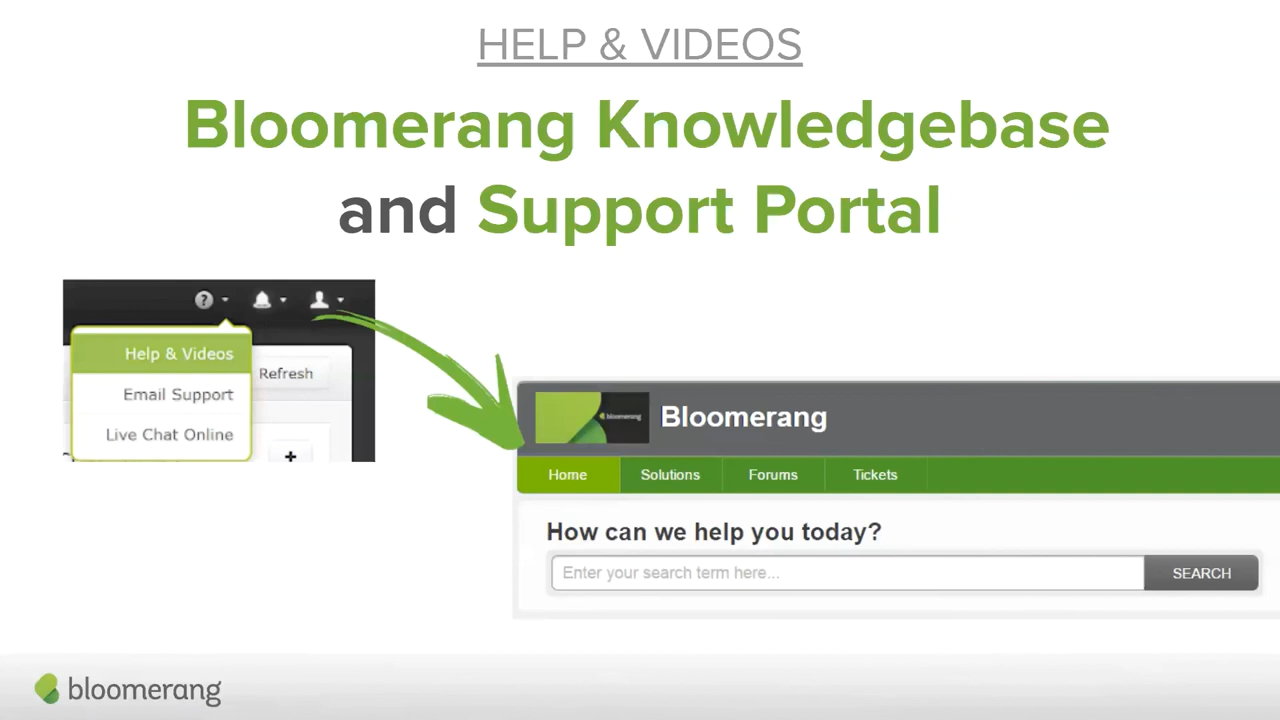 HELP & VIDEOS
Bloomerang Knowledgebase
and Support Portal
?
Help & Videos
Refresh
Email Support
Live Chat Online
+
bloomerang
Bloomerang
Home Solutions Forums Tickets
How can we help you today?
Enter your search term here...
SEARCH
bloomerang